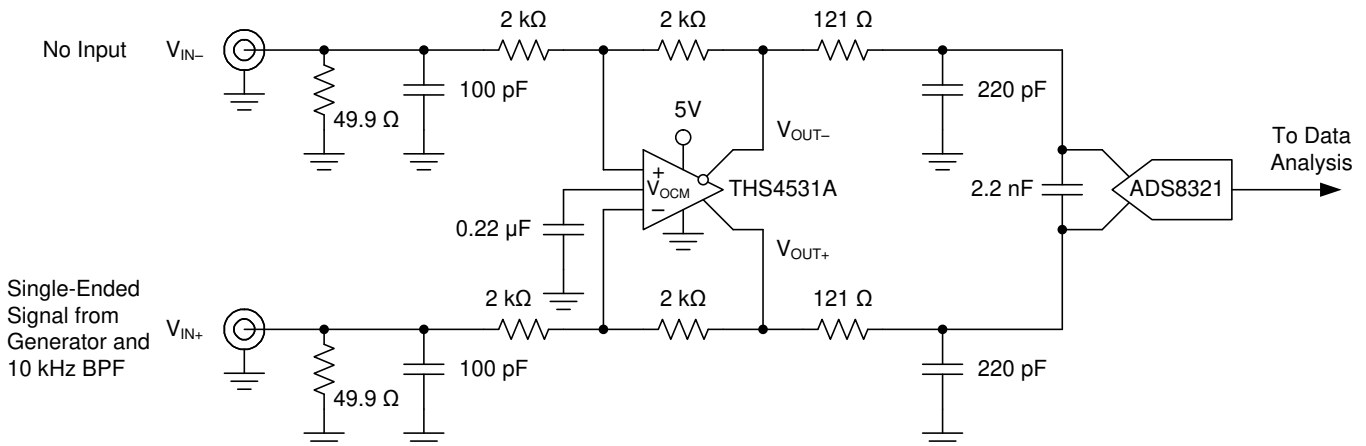 2 kΩ
2 kΩ
121 Ω
No Input
VIN–
100 pF
49.9 Ω
220 pF
5V
VOUT–
To Data
Analysis
+
VOCM
–
THS4531A
2.2 nF
ADS8321
0.22 µF
VOUT+
Single-Ended
Signal from
Generator and
10 kHz BPF
VIN+
2 kΩ
2 kΩ
121 Ω
100 pF
49.9 Ω
220 pF